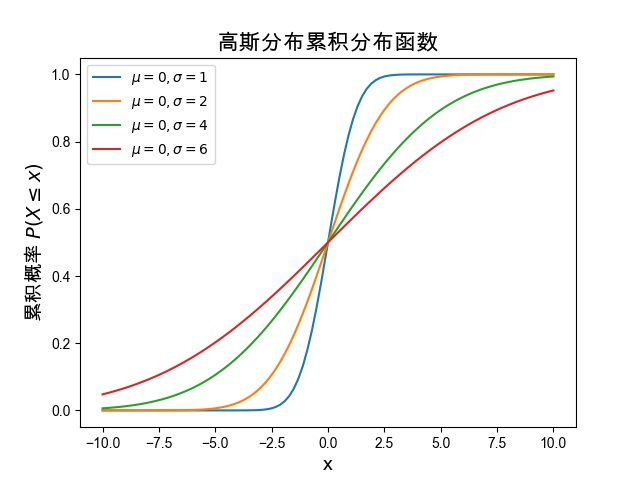 高斯分布累积分布函数
μ = 0, σ = 1
μ = 0, σ = 2
μ = 0, σ = 4
μ = 0, σ = 6
累积概率 P(X ≤ x)
1.0
0.8
0.6
0.4
0.2
0.0
−10.0 −7.5 −5.0 −2.5 0.0 2.5 5.0 7.5 10.0
x